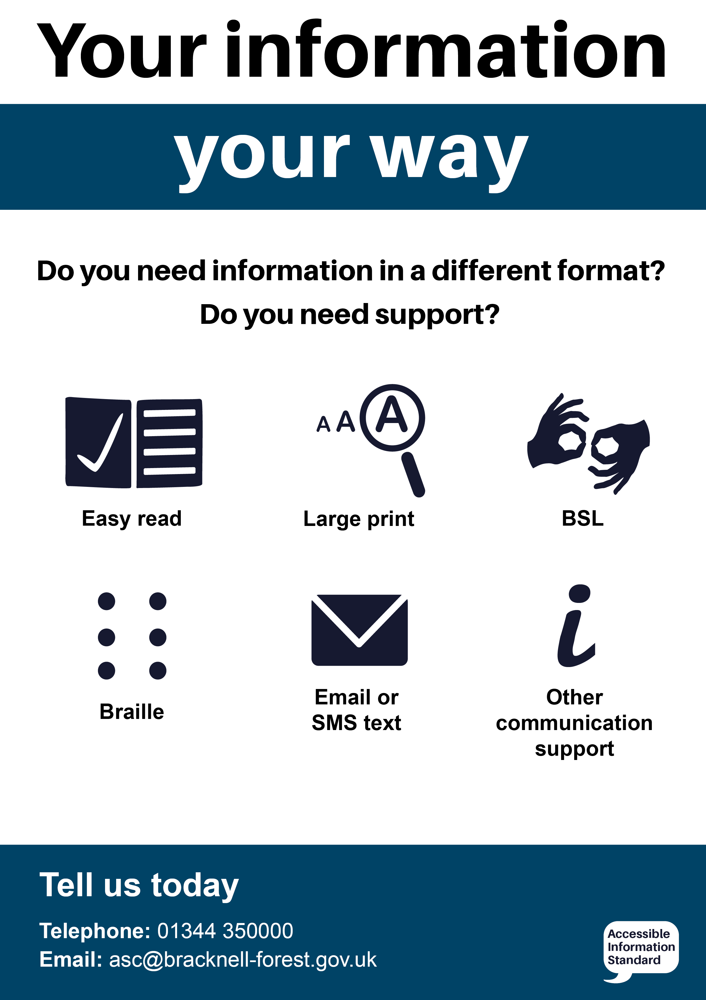 Your information
your way
Do you need information in a different format?
Do you need support?
A A A
Easy read
Large print
BSL
i
Braille
Email or
SMS text
Other
communication
support
Tell us today
Telephone: 01344 350000
Email: asc@bracknell-forest.gov.uk
Accessible
Information
Standard